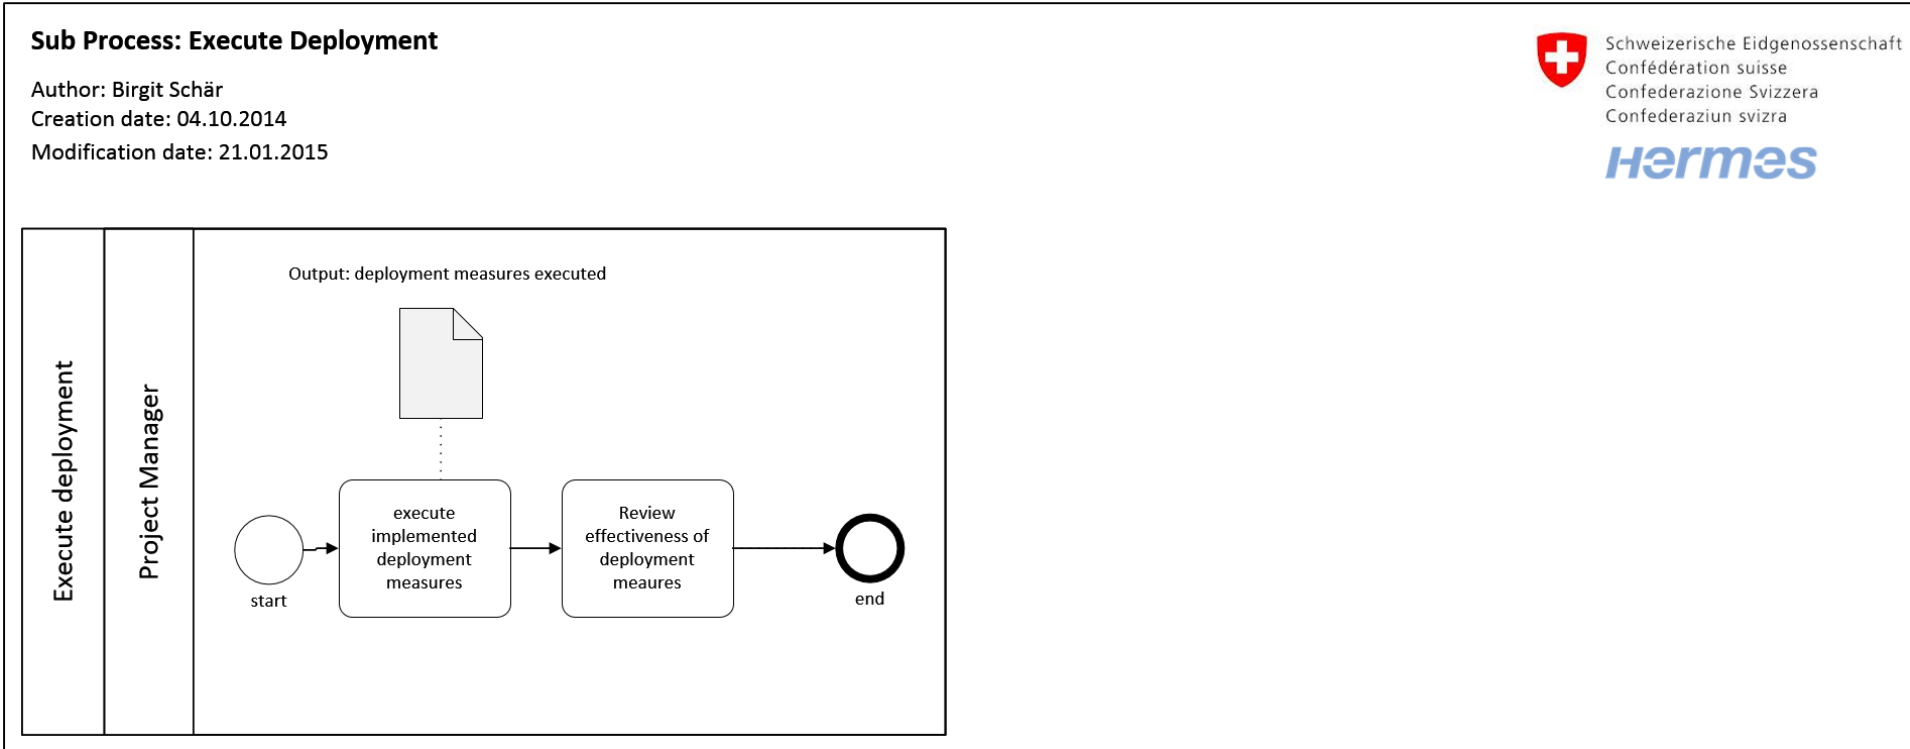 Sub Process: Execute Deployment
Author: Birgit Schär
Creation date: 04.10.2014
Modification date: 21.01.2015
Schweizerische Eidgenossenschaft
Confédération suisse
Confederazione Svizzera
Confederaziun svizra
Hermes
Execute deployment
Project Manager
Output: deployment measures executed
start
execute
implemented
deployment
measures
Review
effectiveness of
deployment
meaures
end